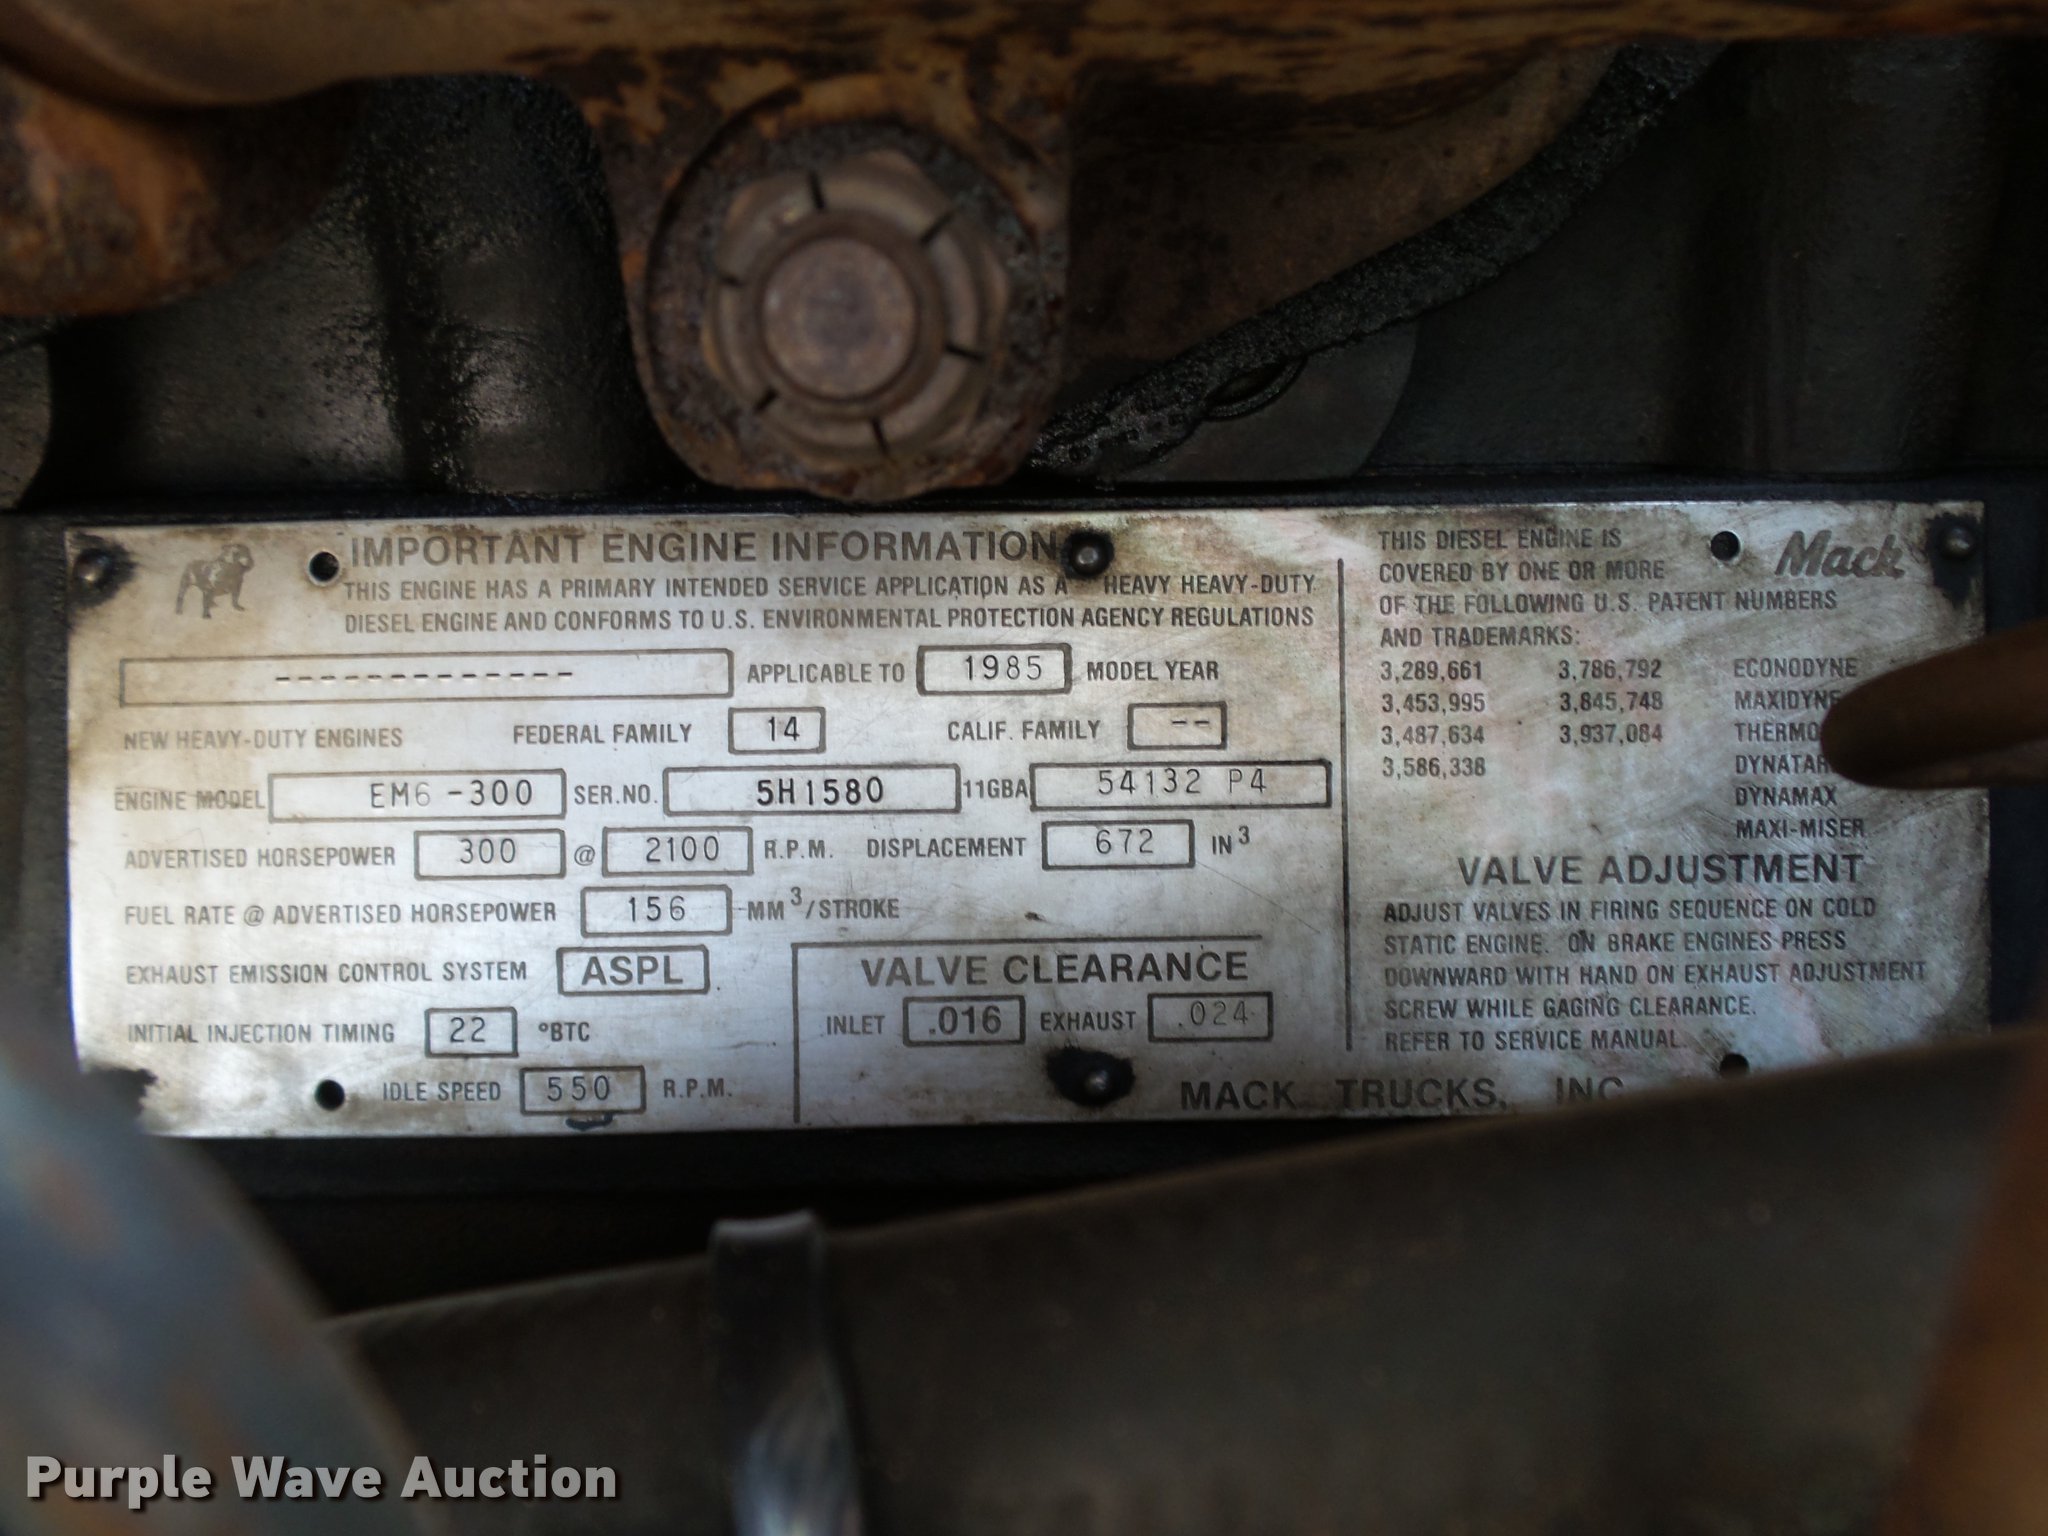 IMPORTANT ENGINE INFORMATION
THIS ENGINE HAS A PRIMARY INTENDED SERVICE APPLICATION AS A HEAVY HEAVY-DUTY
DIESEL ENGINE AND CONFORMS TO U.S. ENVIRONMENTAL PROTECTION AGENCY REGULATIONS
------------- APPLICABLE TO 1985 MODEL YEAR
NEW HEAVY-DUTY ENGINES FEDERAL FAMILY 14 CALIF. FAMILY --
ENGINE MODEL EM6-300 SER.NO. 5H1580 11GBA 54132 P4
ADVERTISED HORSEPOWER 300 @ 2100 R.P.M. DISPLACEMENT 672 IN³
FUEL RATE @ ADVERTISED HORSEPOWER 156 MM³/STROKE
EXHAUST EMISSION CONTROL SYSTEM ASPL
INITIAL INJECTION TIMING 22 °BTC
IDLE SPEED 550 R.P.M.
VALVE CLEARANCE
INLET .016 EXHAUST .024
MACK TRUCKS, INC
Mack
THIS DIESEL ENGINE IS
COVERED BY ONE OR MORE
OF THE FOLLOWING U.S. PATENT NUMBERS
AND TRADEMARKS:
3,289,661 3,786,792 ECONODYNE
3,453,995 3,845,748 MAXIDYNE
3,487,634 3,937,084
3,586,338
DYNAMAX
MAXI-MISER
VALVE ADJUSTMENT
ADJUST VALVES IN FIRING SEQUENCE ON COLD
STATIC ENGINE. ON BRAKE ENGINES PRESS
DOWNWARD WITH HAND ON EXHAUST ADJUSTMENT
SCREW WHILE GAGING CLEARANCE.
REFER TO SERVICE MANUAL.
Purple Wave Auction